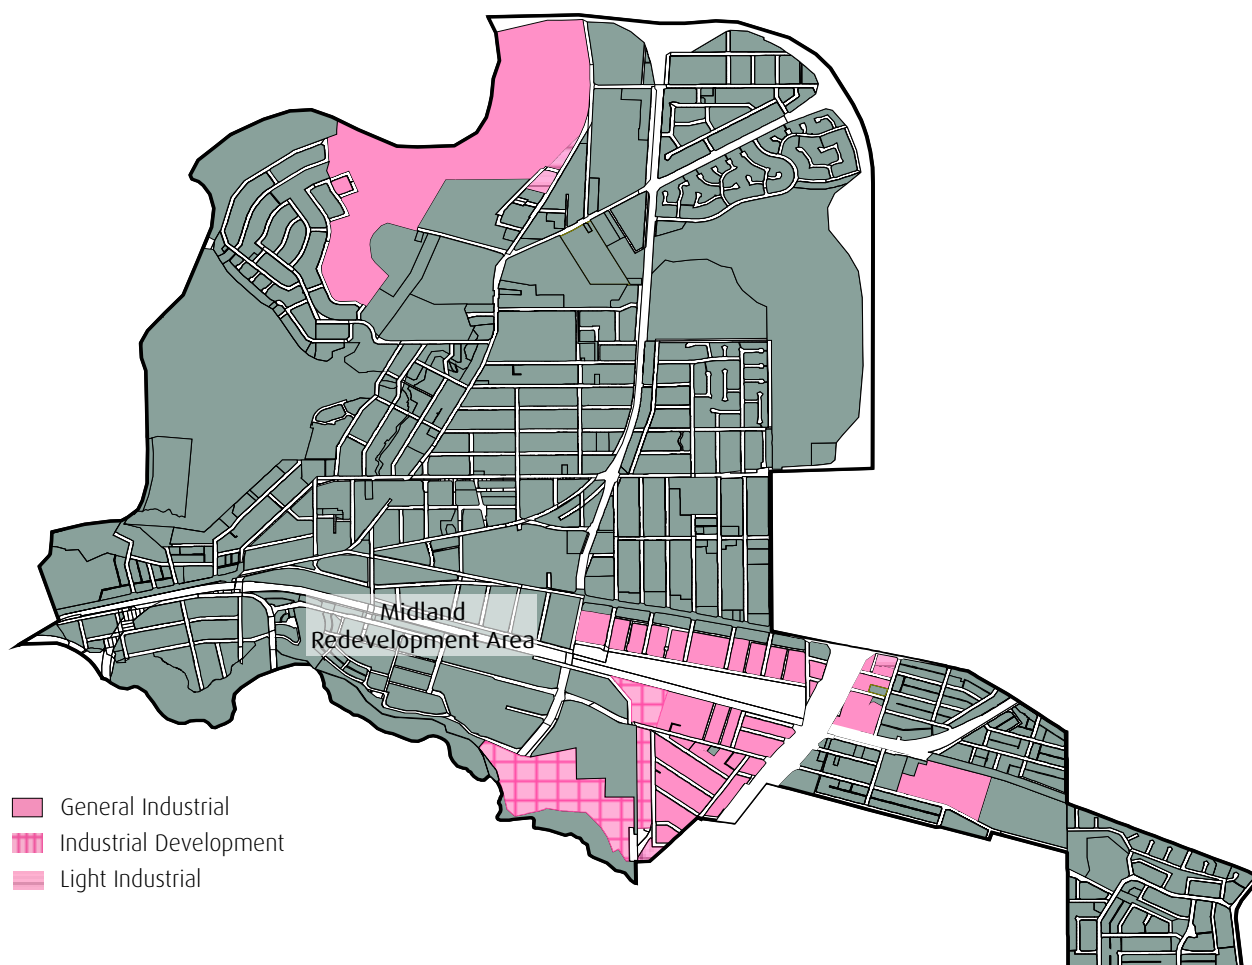 Midland
Redevelopment Area
General Industrial
Industrial Development
Light Industrial